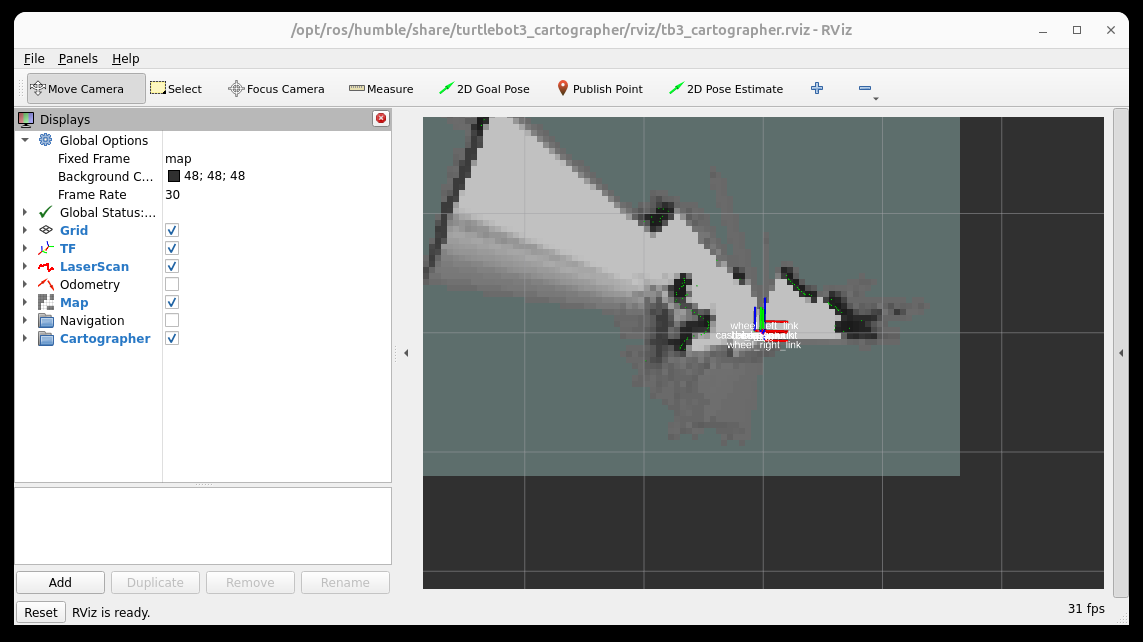 /opt/ros/humble/share/turtlebot3_cartographer/rviz/tb3_cartographer.rviz - RViz
File Panels Help
Move Camera Select Focus Camera Measure 2D Goal Pose Publish Point 2D Pose Estimate
Displays
Global Options
Fixed Frame map
Background C... 48; 48; 48
Frame Rate 30
Global Status:...
Grid
TF
LaserScan
Odometry
Map
Navigation
Cartographer
wheel_left_link
wheel_right_link
Add Duplicate Remove Rename
Reset RViz is ready. 31 fps